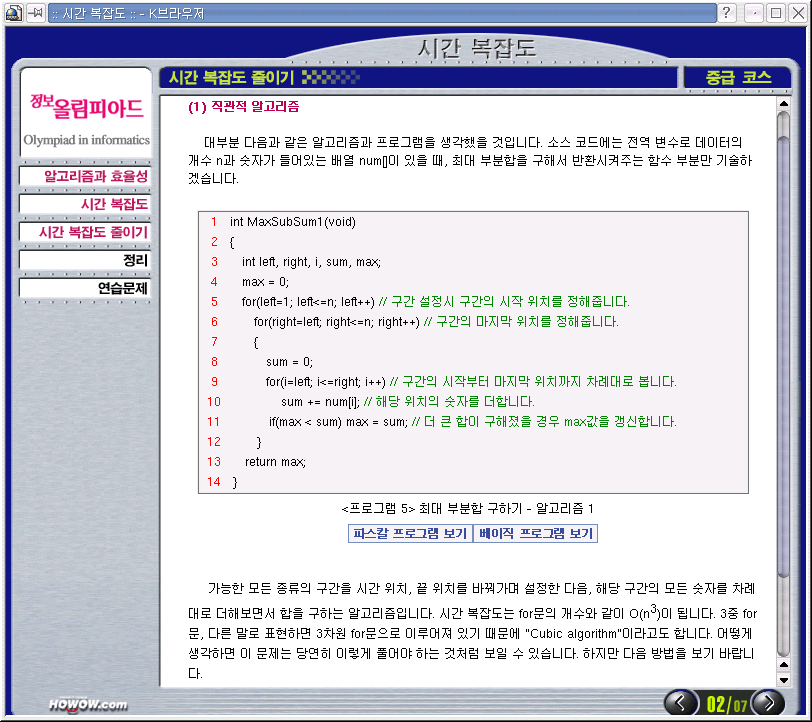 :: 시간 복잡도 :: - K브라우저
시간 복잡도
정보올림피아드
Olympiad in informatics
알고리즘과 효율성
시간 복잡도
시간 복잡도 줄이기
정리
연습문제
시간 복잡도 줄이기
중급 코스
(1) 직관적 알고리즘
대부분 다음과 같은 알고리즘과 프로그램을 생각했을 것입니다. 소스 코드에는 전역 변수로 데이터의
개수 n과 숫자가 들어있는 배열 num[]이 있을 때, 최대 부분합을 구해서 반환시켜주는 함수 부분만 기술하
겠습니다.
1 int MaxSubSum1(void)
2 {
3 int left, right, i, sum, max;
4 max = 0;
5 for(left=1; left<=n; left++) // 구간 설정시 구간의 시작 위치를 정해줍니다.
6 for(right=left; right<=n; right++) // 구간의 마지막 위치를 정해줍니다.
7 {
8 sum = 0;
9 for(i=left; i<=right; i++) // 구간의 시작부터 마지막 위치까지 차례대로 봅니다.
10 sum += num[i]; // 해당 위치의 숫자를 더합니다.
11 if(max < sum) max = sum; // 더 큰 합이 구해졌을 경우 max값을 갱신합니다.
12 }
13 return max;
14 }
<프로그램 5> 최대 부분합 구하기 - 알고리즘 1
파스칼 프로그램 보기 베이직 프로그램 보기
가능한 모든 종류의 구간을 시간 위치, 끝 위치를 바꿔가며 설정한 다음, 해당 구간의 모든 숫자를 차례
대로 더해보면서 합을 구하는 알고리즘입니다. 시간 복잡도는 for문의 개수와 같이 O(n³)이 됩니다. 3중 for
문, 다른 말로 표현하면 3차원 for문으로 이루어져 있기 때문에 "Cubic algorithm"이라고도 합니다. 어떻게
생각하면 이 문제는 당연히 이렇게 풀어야 하는 것처럼 보일 수 있습니다. 하지만 다음 방법을 보기 바랍니
다.
HOWOW.com
02/07